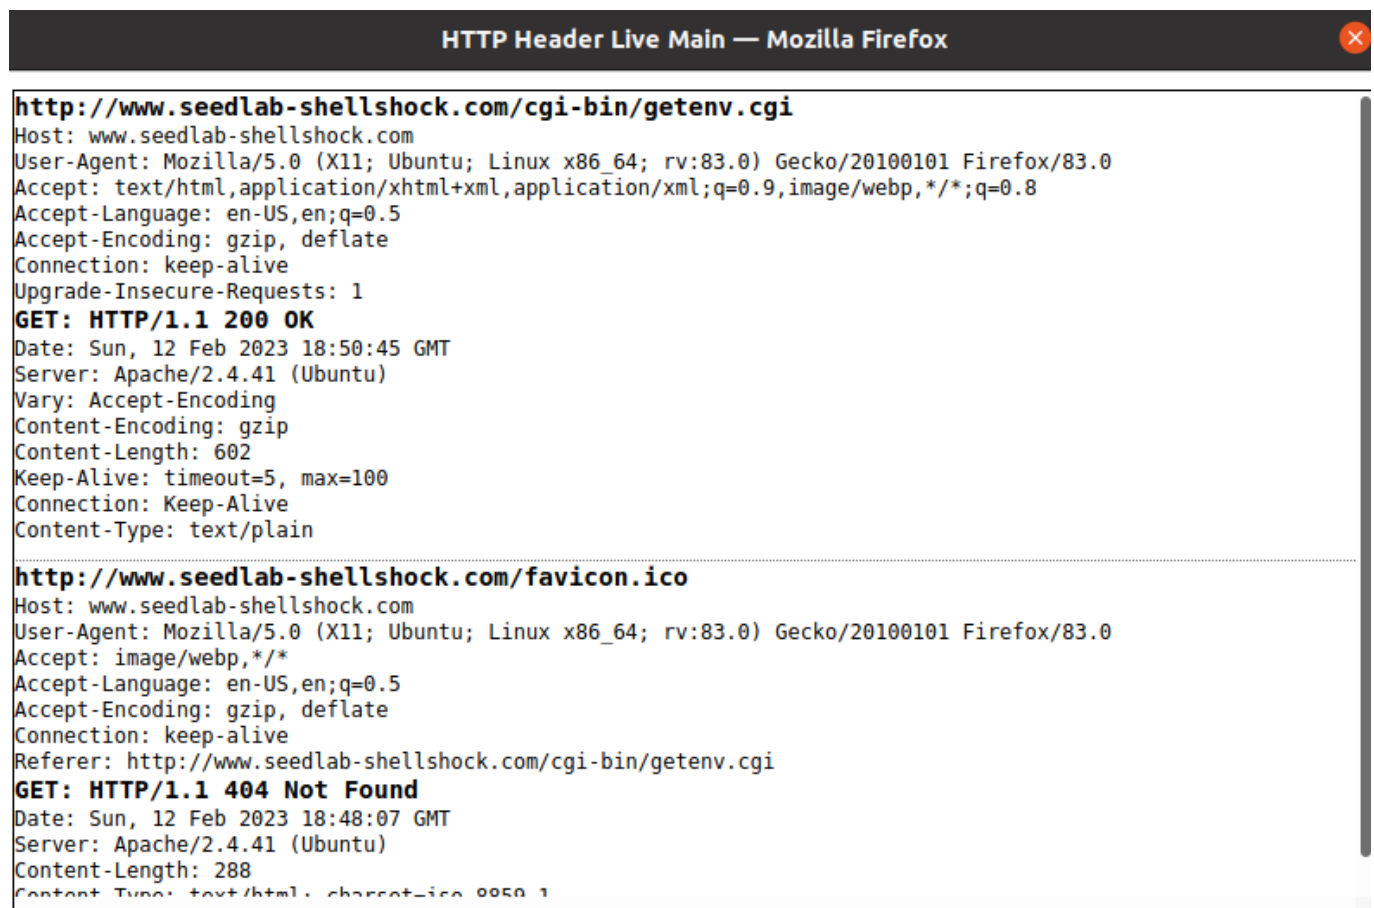 HTTP Header Live Main — Mozilla Firefox
http://www.seedlab-shellshock.com/cgi-bin/getenv.cgi
Host: www.seedlab-shellshock.com
User-Agent: Mozilla/5.0 (X11; Ubuntu; Linux x86_64; rv:83.0) Gecko/20100101 Firefox/83.0
Accept: text/html,application/xhtml+xml,application/xml;q=0.9,image/webp,*/*;q=0.8
Accept-Language: en-US,en;q=0.5
Accept-Encoding: gzip, deflate
Connection: keep-alive
Upgrade-Insecure-Requests: 1
GET: HTTP/1.1 200 OK
Date: Sun, 12 Feb 2023 18:50:45 GMT
Server: Apache/2.4.41 (Ubuntu)
Vary: Accept-Encoding
Content-Encoding: gzip
Content-Length: 602
Keep-Alive: timeout=5, max=100
Connection: Keep-Alive
Content-Type: text/plain
http://www.seedlab-shellshock.com/favicon.ico
Host: www.seedlab-shellshock.com
User-Agent: Mozilla/5.0 (X11; Ubuntu; Linux x86_64; rv:83.0) Gecko/20100101 Firefox/83.0
Accept: image/webp,*/*
Accept-Language: en-US,en;q=0.5
Accept-Encoding: gzip, deflate
Connection: keep-alive
Referer: http://www.seedlab-shellshock.com/cgi-bin/getenv.cgi
GET: HTTP/1.1 404 Not Found
Date: Sun, 12 Feb 2023 18:48:07 GMT
Server: Apache/2.4.41 (Ubuntu)
Content-Length: 288
Content-Type: text/html; charset=iso-8859-1